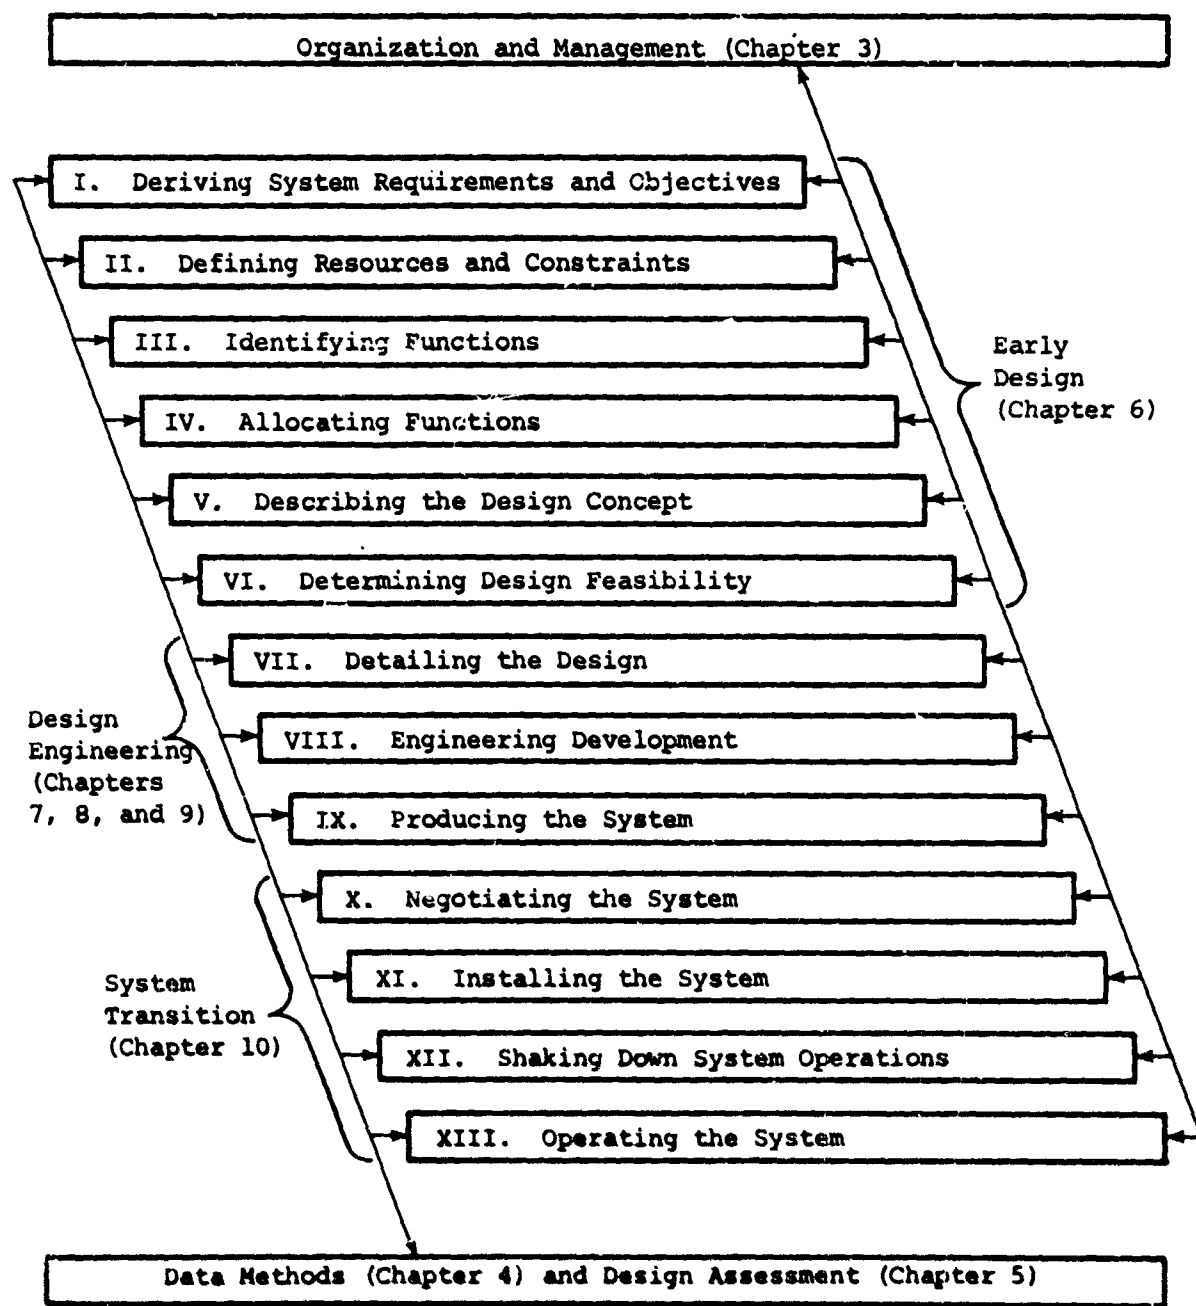 Organization and Management (Chapter 3)
I. Deriving System Requirements and Objectives
II. Defining Resources and Constraints
III. Identifying Functions
Early
Design
(Chapter 6)
IV. Allocating Functions
V. Describing the Design Concept
VI. Determining Design Feasibility
VII. Detailing the Design
Design
Engineering
(Chapters
7, 8, and 9)
VIII. Engineering Development
IX. Producing the System
X. Negotiating the System
XI. Installing the System
System
Transition
(Chapter 10)
XII. Shaking Down System Operations
XIII. Operating the System
Data Methods (Chapter 4) and Design Assessment (Chapter 5)